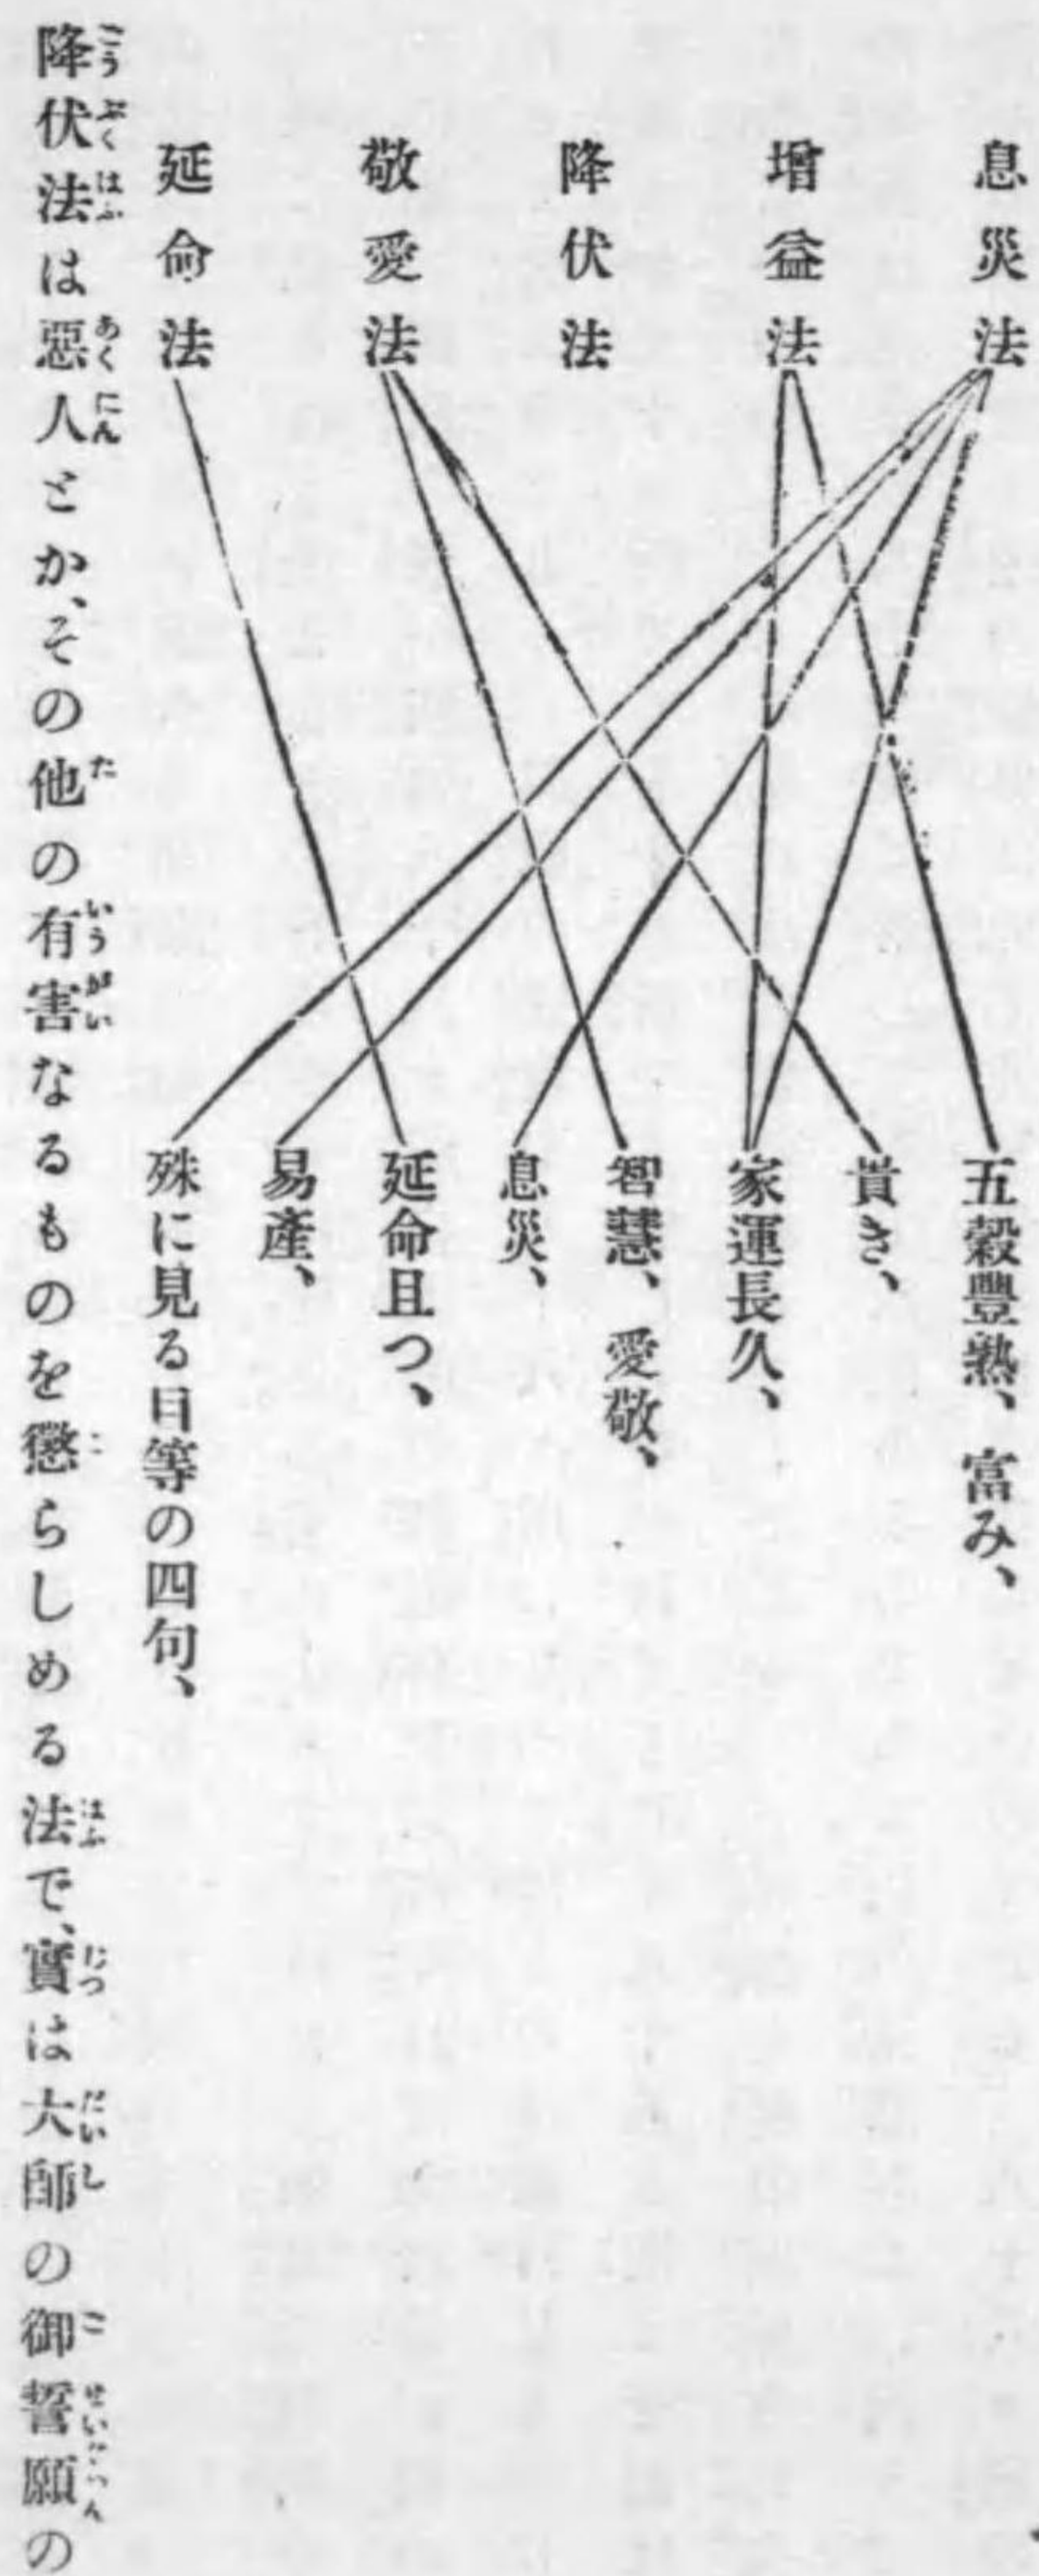 息災法
增益法
降伏法
敬愛法
延命法
五穀豐熟、富み、
貴き、
家運長久、
智慧、愛敬、
息災、
延命且つ、
易產、
殊に見る日等の四句、
降伏法は惡人とか、その他の有害なるものを懲らしめる法で、實は大師の御誓願の